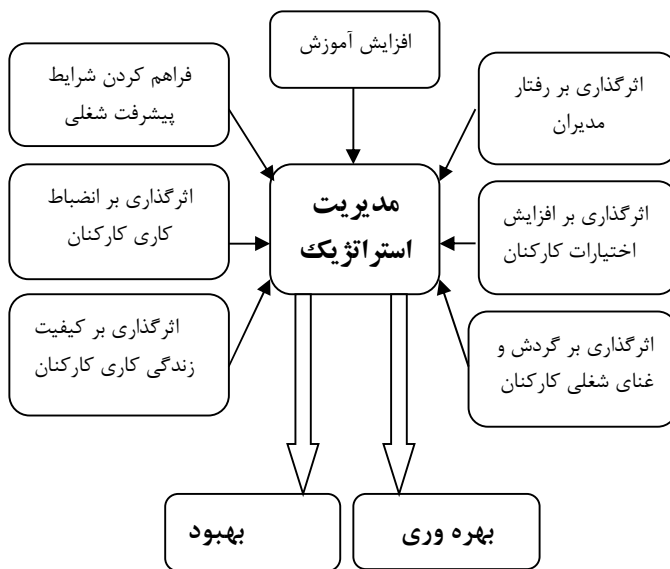 افزایش آموزش
فراهم کردن شرایط
پیشرفت شغلی
اثرگذاری بر رفتار
مدیران
مدیریت
استراتژیک
اثرگذاری بر انضباط
کاری کارکنان
اثرگذاری بر افزایش
اختیارات کارکنان
اثرگذاری بر کیفیت
زندگی کاری کارکنان
اثرگذاری بر گردش و
غنای شغلی کارکنان
بهره وری
بهبود